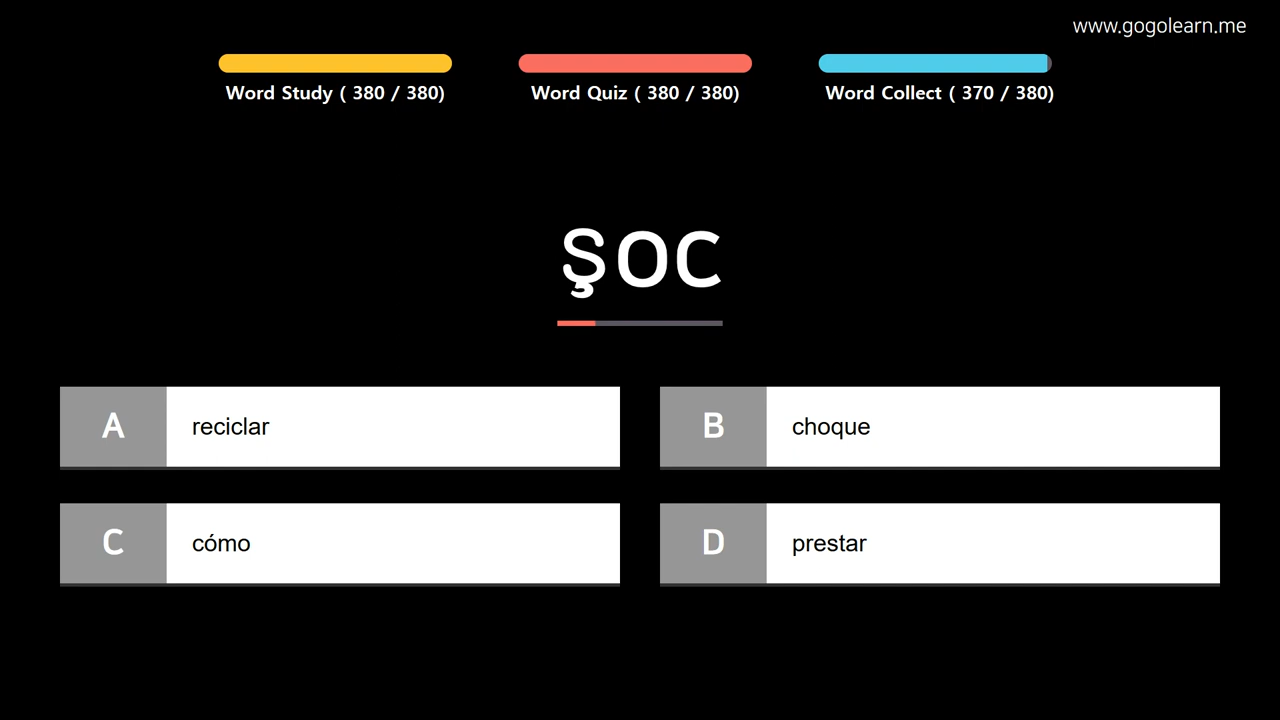 www.gogolearn.me
Word Study ( 380 / 380)
Word Quiz ( 380 / 380)
Word Collect ( 370 / 380)
şoc
A reciclar
B choque
C cómo
D prestar